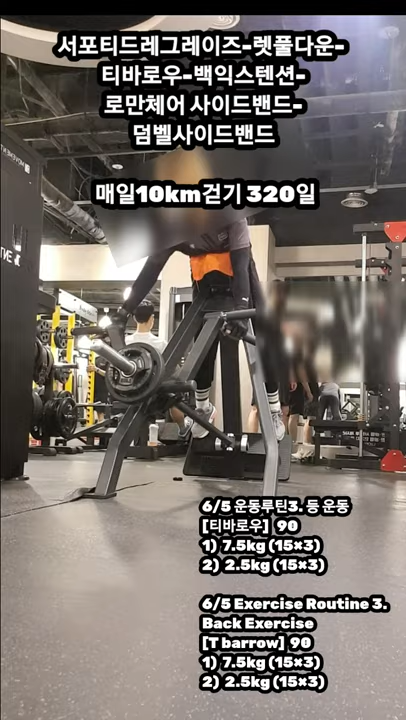 서포티드레그레이즈-렛풀다운-
티바로우-백익스텐션-
로만체어 사이드밴드-
덤벨사이드밴드
매일10km걷기 320일
6/5 운동루틴3. 등 운동
[티바로우] 90
1) 7.5kg (15×3)
2) 2.5kg (15×3)
6/5 Exercise Routine 3.
Back Exercise
[T barrow] 90
1) 7.5kg (15×3)
2) 2.5kg (15×3)